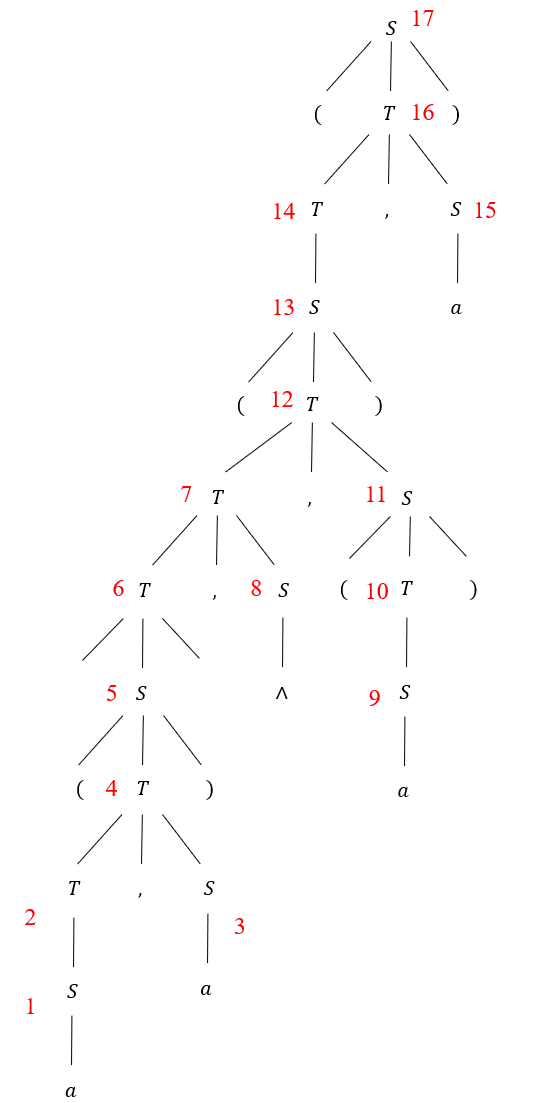 S 17
( T 16 )
14 T , S 15
13 S a
( 12 T )
7 T , 11 S
6 T , 8 S ( 10 T )
5 S ∧ 9 S
( 4 T ) a
T , S
2 3
S a
1
a